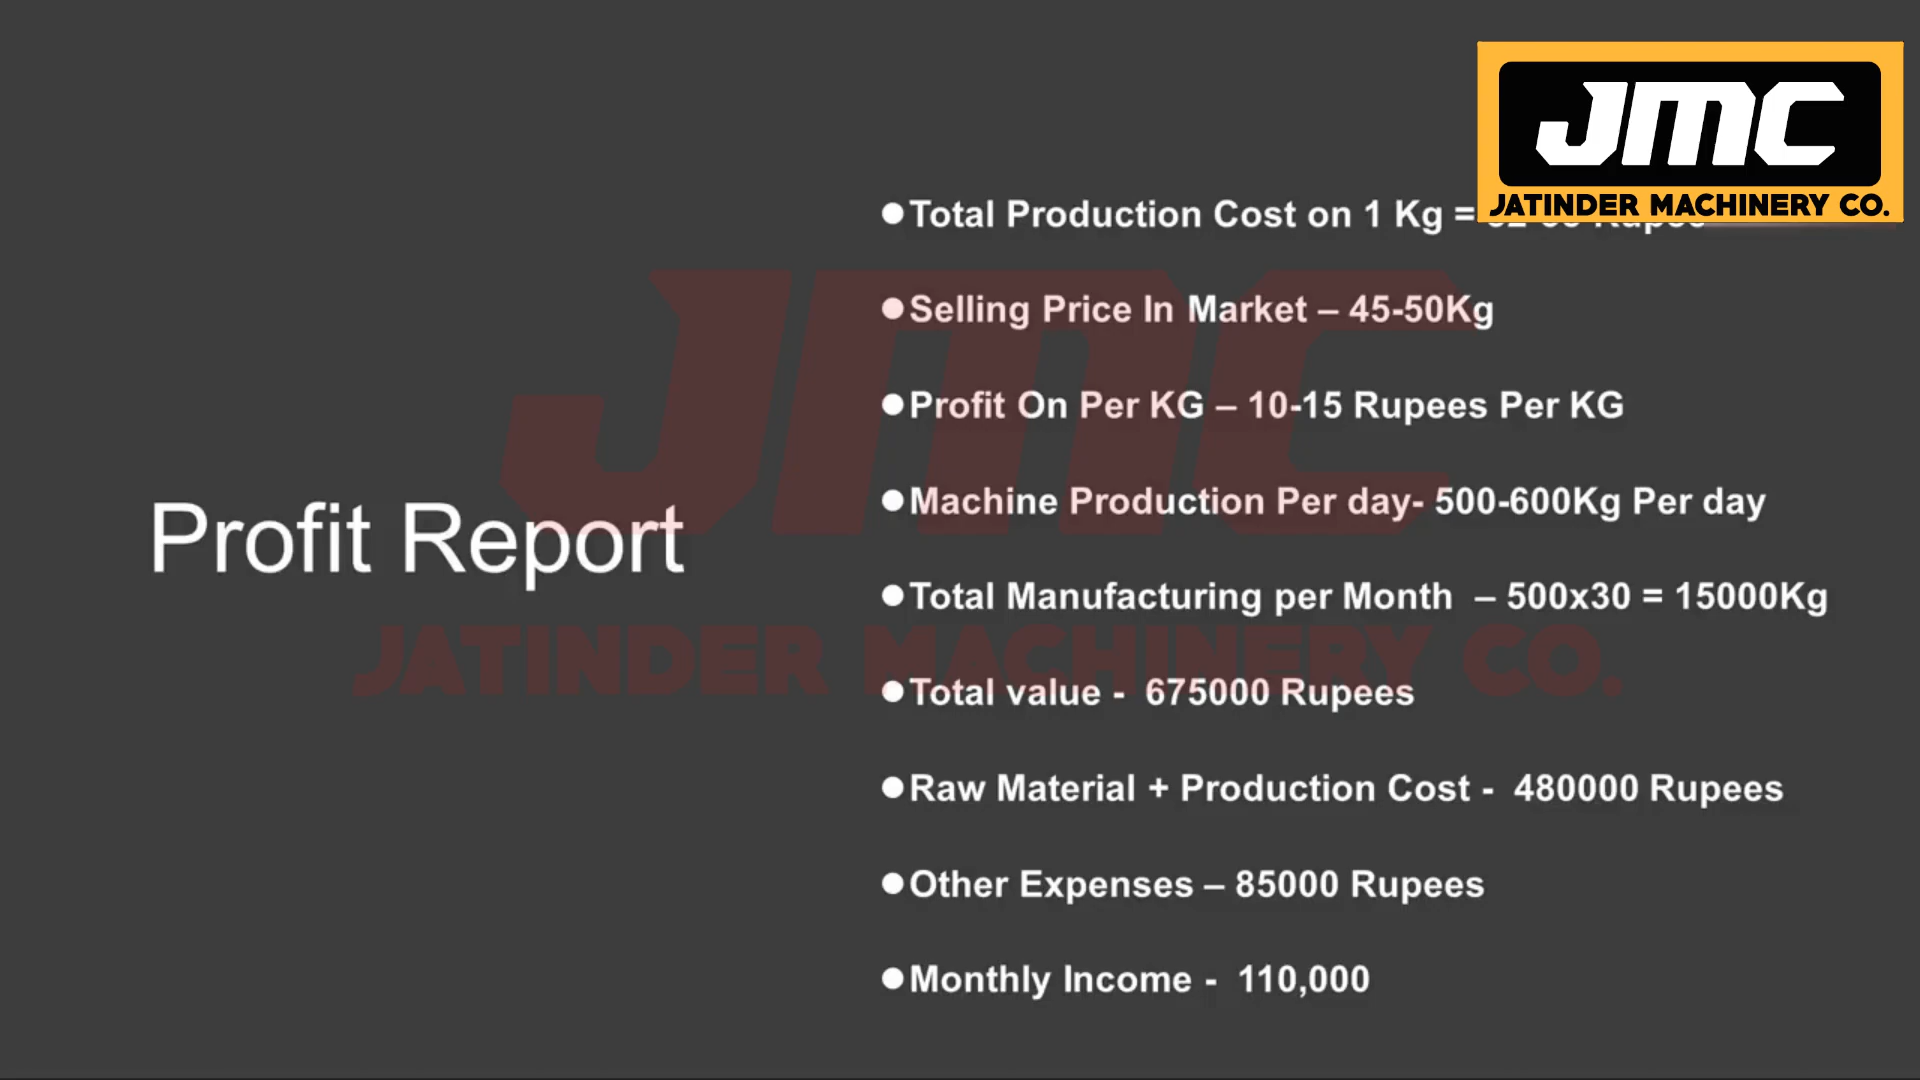 JMC
JATINDER MACHINERY CO.
●Total Production Cost on 1 Kg =
●Selling Price In Market – 45-50Kg
●Profit On Per KG – 10-15 Rupees Per KG
●Machine Production Per day- 500-600Kg Per day
Profit Report
●Total Manufacturing per Month – 500x30 = 15000Kg
●Total value - 675000 Rupees
●Raw Material + Production Cost - 480000 Rupees
●Other Expenses – 85000 Rupees
●Monthly Income - 110,000
JMC
JATINDER MACHINERY CO.